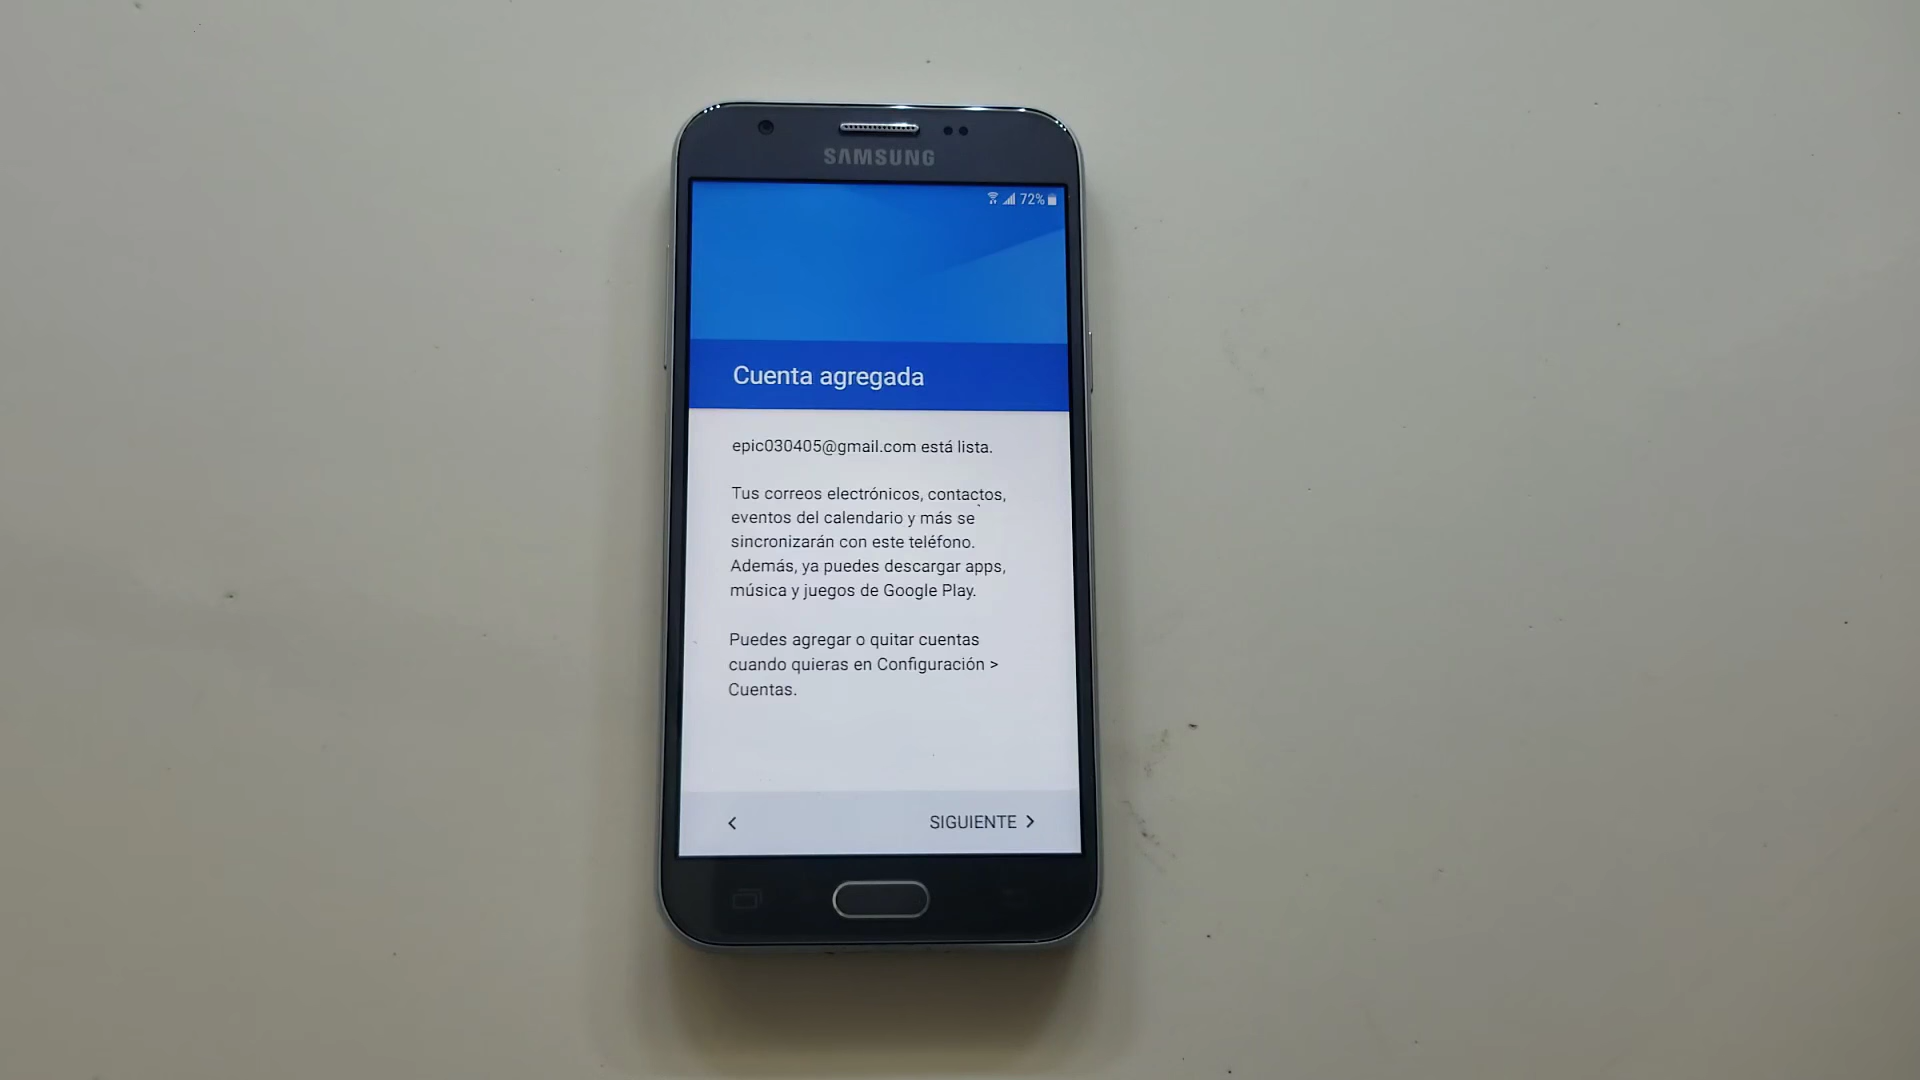 SAMSUNG
72%
Cuenta agregada
epic030405@gmail.com está lista.
Tus correos electrónicos, contactos,
eventos del calendario y más se
sincronizarán con este teléfono.
Además, ya puedes descargar apps,
música y juegos de Google Play.
Puedes agregar o quitar cuentas
cuando quieras en Configuración >
Cuentas.
< SIGUIENTE >